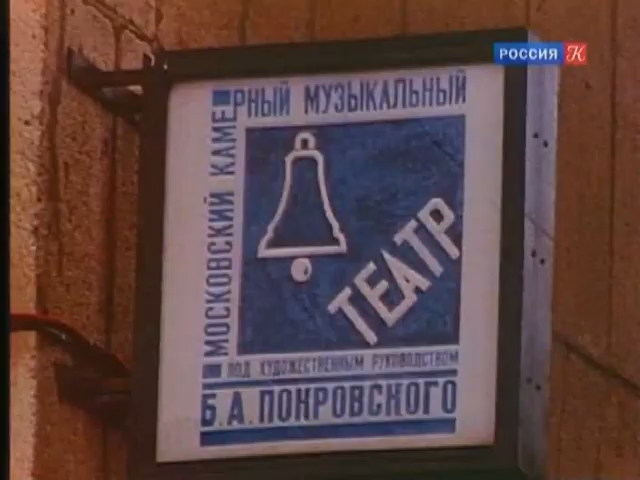 РОССИЯ К
МОСКОВСКИЙ КАМЕРНЫЙ МУЗЫКАЛЬНЫЙ
ТЕАТР
ПОД ХУДОЖЕСТВЕННЫМ РУКОВОДСТВОМ
Б.А.ПОКРОВСКОГО